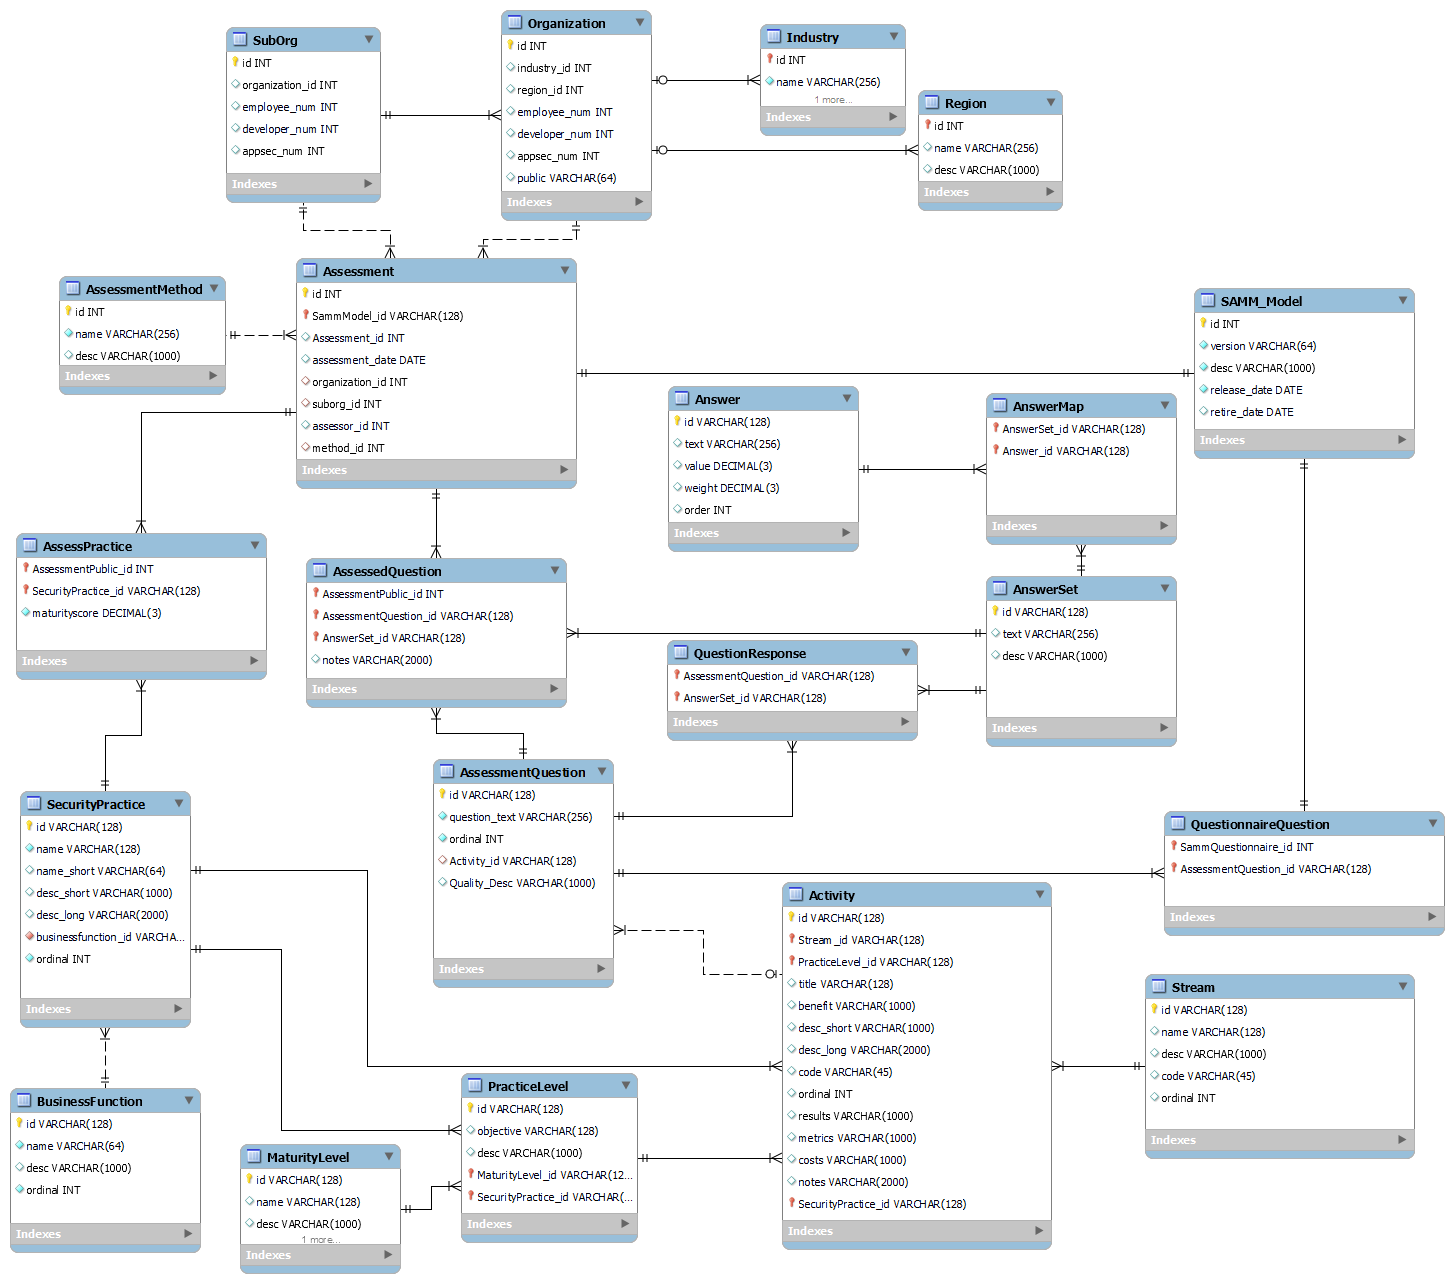 SubOrg
id INT
organization_id INT
employee_num INT
developer_num INT
appsec_num INT
Indexes
Organization
id INT
industry_id INT
region_id INT
employee_num INT
developer_num INT
appsec_num INT
public VARCHAR(64)
Indexes
Industry
id INT
name VARCHAR(256)
1 more...
Indexes
Region
id INT
name VARCHAR(256)
desc VARCHAR(1000)
Indexes
AssessmentMethod
id INT
name VARCHAR(256)
desc VARCHAR(1000)
Indexes
Assessment
id INT
SammModel_id VARCHAR(128)
Assessment_id INT
assessment_date DATE
organization_id INT
suborg_id INT
assessor_id INT
method_id INT
Indexes
SAMM_Model
id INT
version VARCHAR(64)
desc VARCHAR(1000)
release_date DATE
retire_date DATE
Indexes
Answer
id VARCHAR(128)
text VARCHAR(256)
value DECIMAL(3)
weight DECIMAL(3)
order INT
Indexes
AnswerMap
AnswerSet_id VARCHAR(128)
Answer_id VARCHAR(128)
Indexes
AssessPractice
AssessmentPublic_id INT
SecurityPractice_id VARCHAR(128)
maturityscore DECIMAL(3)
Indexes
AssessedQuestion
AssessmentPublic_id INT
AssessmentQuestion_id VARCHAR(128)
AnswerSet_id VARCHAR(128)
notes VARCHAR(2000)
Indexes
AnswerSet
id VARCHAR(128)
text VARCHAR(256)
desc VARCHAR(1000)
Indexes
QuestionResponse
AssessmentQuestion_id VARCHAR(128)
AnswerSet_id VARCHAR(128)
Indexes
SecurityPractice
id VARCHAR(128)
name VARCHAR(128)
name_short VARCHAR(64)
desc_short VARCHAR(1000)
desc_long VARCHAR(2000)
businessfunction_id VARCHA...
ordinal INT
Indexes
AssessmentQuestion
id VARCHAR(128)
question_text VARCHAR(256)
ordinal INT
Activity_id VARCHAR(128)
Quality_Desc VARCHAR(1000)
Indexes
QuestionnaireQuestion
SammQuestionnaire_id INT
AssessmentQuestion_id VARCHAR(128)
Indexes
Activity
id VARCHAR(128)
Stream_id VARCHAR(128)
PracticeLevel_id VARCHAR(128)
title VARCHAR(128)
benefit VARCHAR(1000)
desc_short VARCHAR(1000)
desc_long VARCHAR(2000)
code VARCHAR(45)
ordinal INT
results VARCHAR(1000)
metrics VARCHAR(1000)
costs VARCHAR(1000)
notes VARCHAR(2000)
SecurityPractice_id VARCHAR(128)
Indexes
Stream
id VARCHAR(128)
name VARCHAR(128)
desc VARCHAR(1000)
code VARCHAR(45)
ordinal INT
Indexes
BusinessFunction
id VARCHAR(128)
name VARCHAR(64)
desc VARCHAR(1000)
ordinal INT
Indexes
MaturityLevel
id VARCHAR(128)
name VARCHAR(128)
desc VARCHAR(1000)
1 more...
Indexes
PracticeLevel
id VARCHAR(128)
objective VARCHAR(128)
desc VARCHAR(1000)
MaturityLevel_id VARCHAR(12...
SecurityPractice_id VARCHAR(...
Indexes